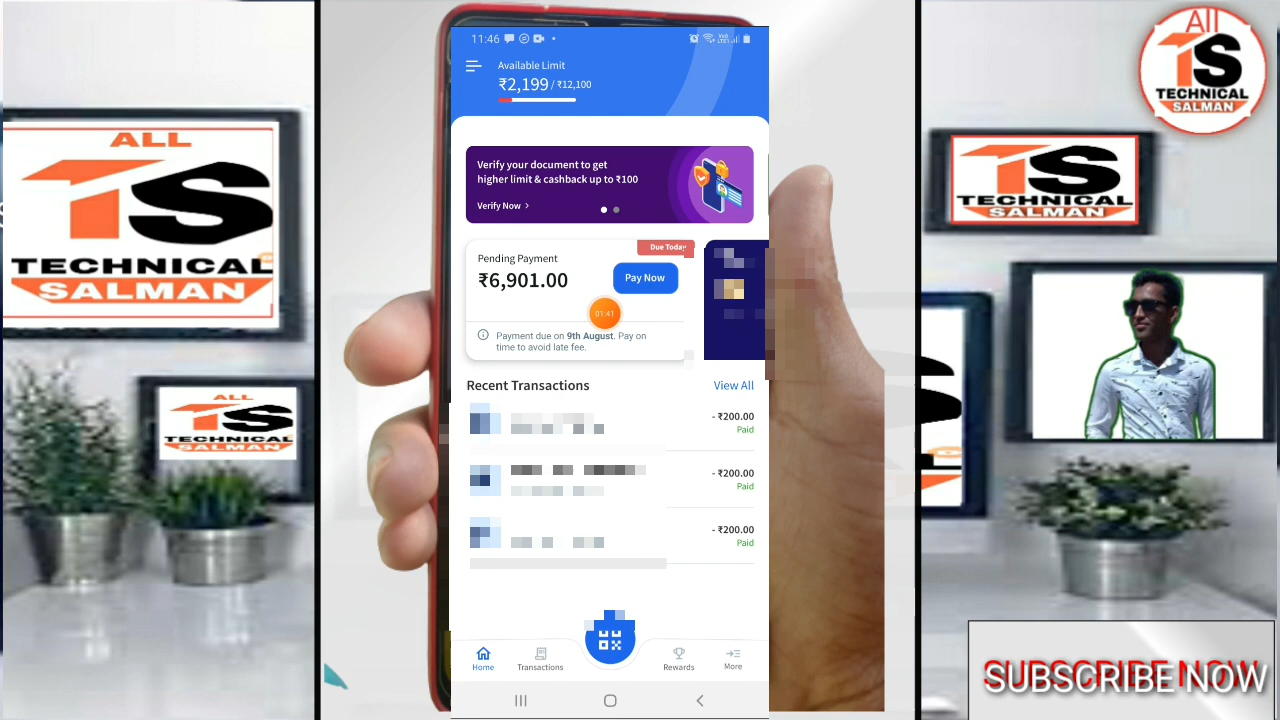 ALL
TS
TECHNICAL
SALMAN
ALL
TS
TECHNICAL
SALMAN
11:46
Available Limit
₹2,199 / ₹12,100
Verify your document to get
higher limit & cashback up to ₹100
Verify Now >
Due Today
Pending Payment
₹6,901.00
Pay Now
01:41
Payment due on 9th August. Pay on
time to avoid late fee.
Recent Transactions
View All
- ₹200.00
Paid
- ₹200.00
Paid
- ₹200.00
Paid
Home
Transactions
Rewards
More
All
TS
TECHNICAL
SALMAN
TS
TECHNICAL
SALMAN
SUBSCRIBE NOW